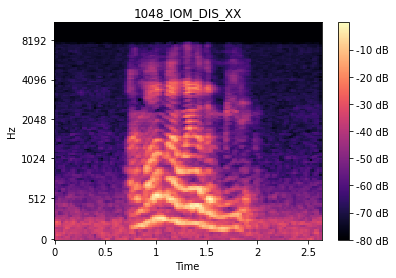 1048_IOM_DIS_XX
8192
4096
2048
1024
512
0
Hz
0 0.5 1 1.5 2 2.5
Time
-10 dB
-20 dB
-30 dB
-40 dB
-50 dB
-60 dB
-70 dB
-80 dB